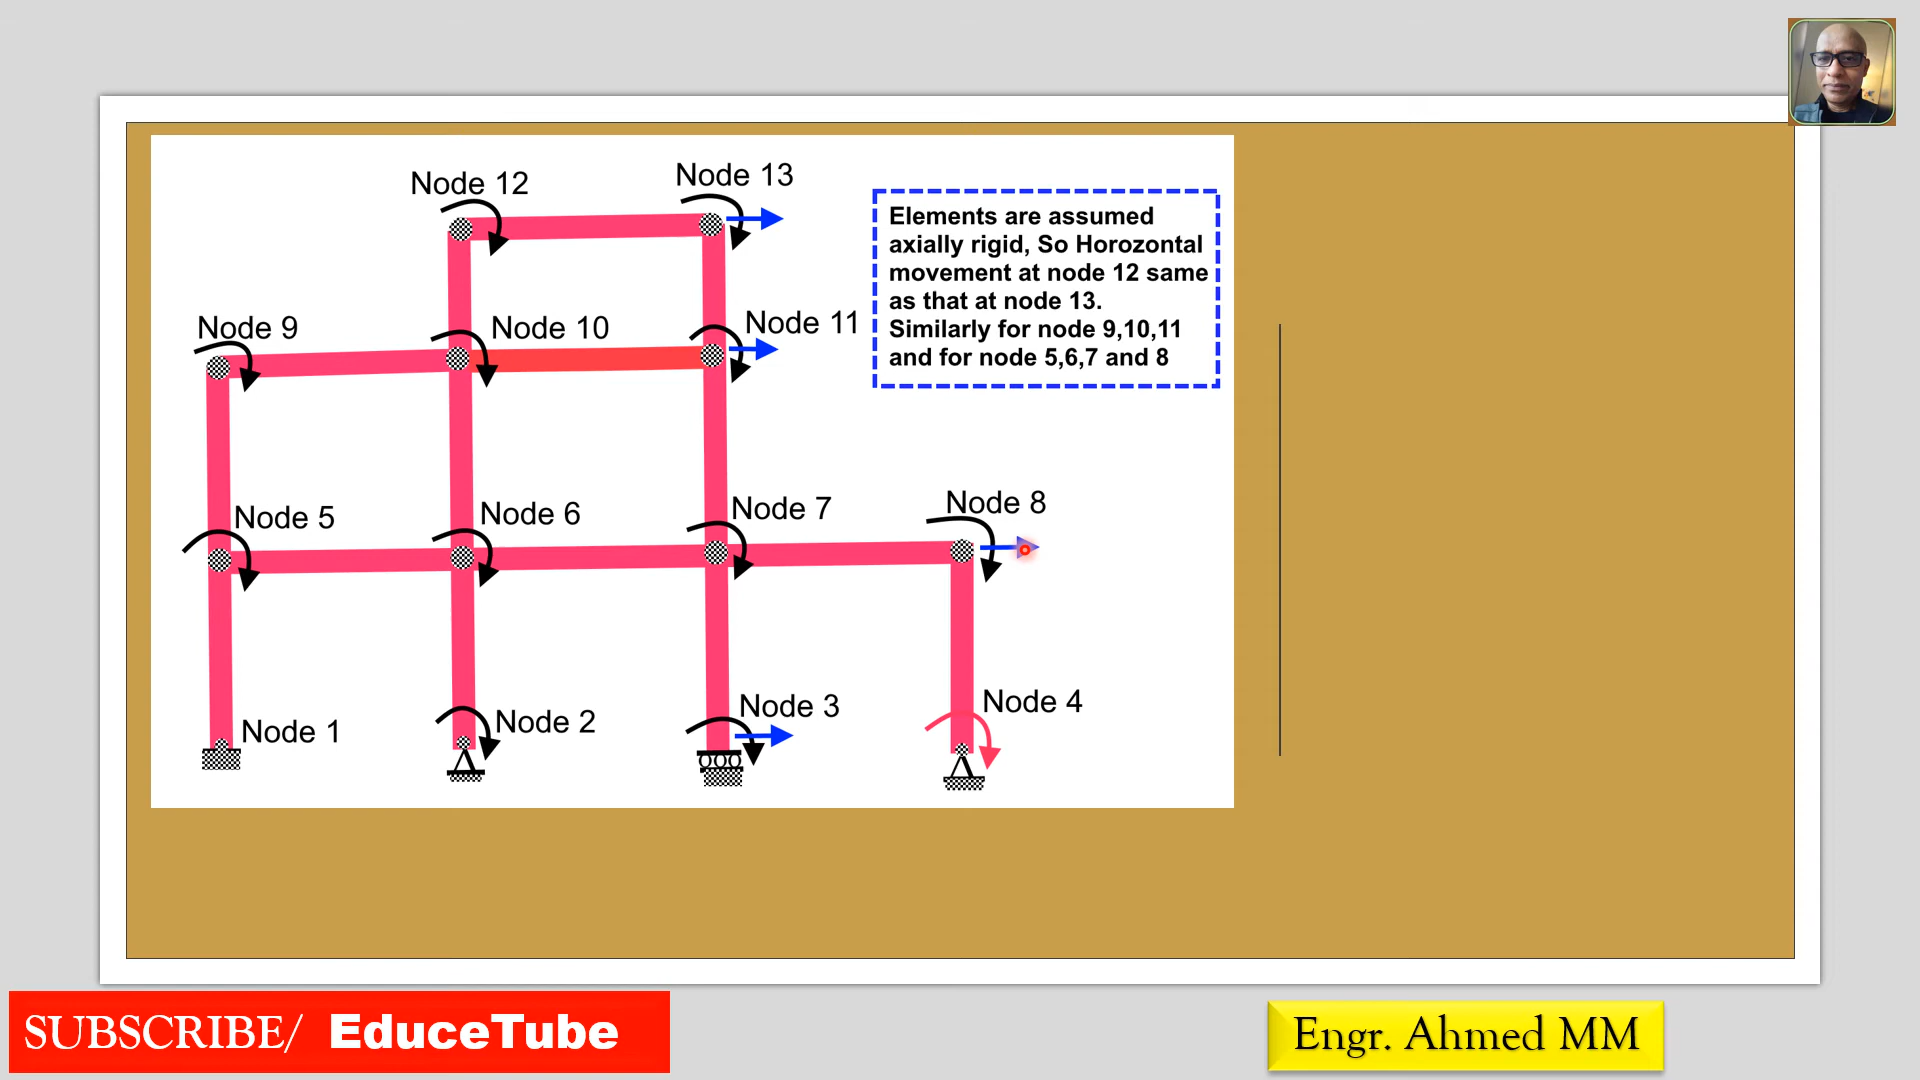 Node 12
Node 13
Elements are assumed
axially rigid, So Horozontal
movement at node 12 same
as that at node 13.
Similarly for node 9,10,11
and for node 5,6,7 and 8
Node 9
Node 10
Node 11
Node 5
Node 6
Node 7
Node 8
Node 1
Node 2
Node 3
Node 4
SUBSCRIBE/ EduceTube
Engr. Ahmed MM